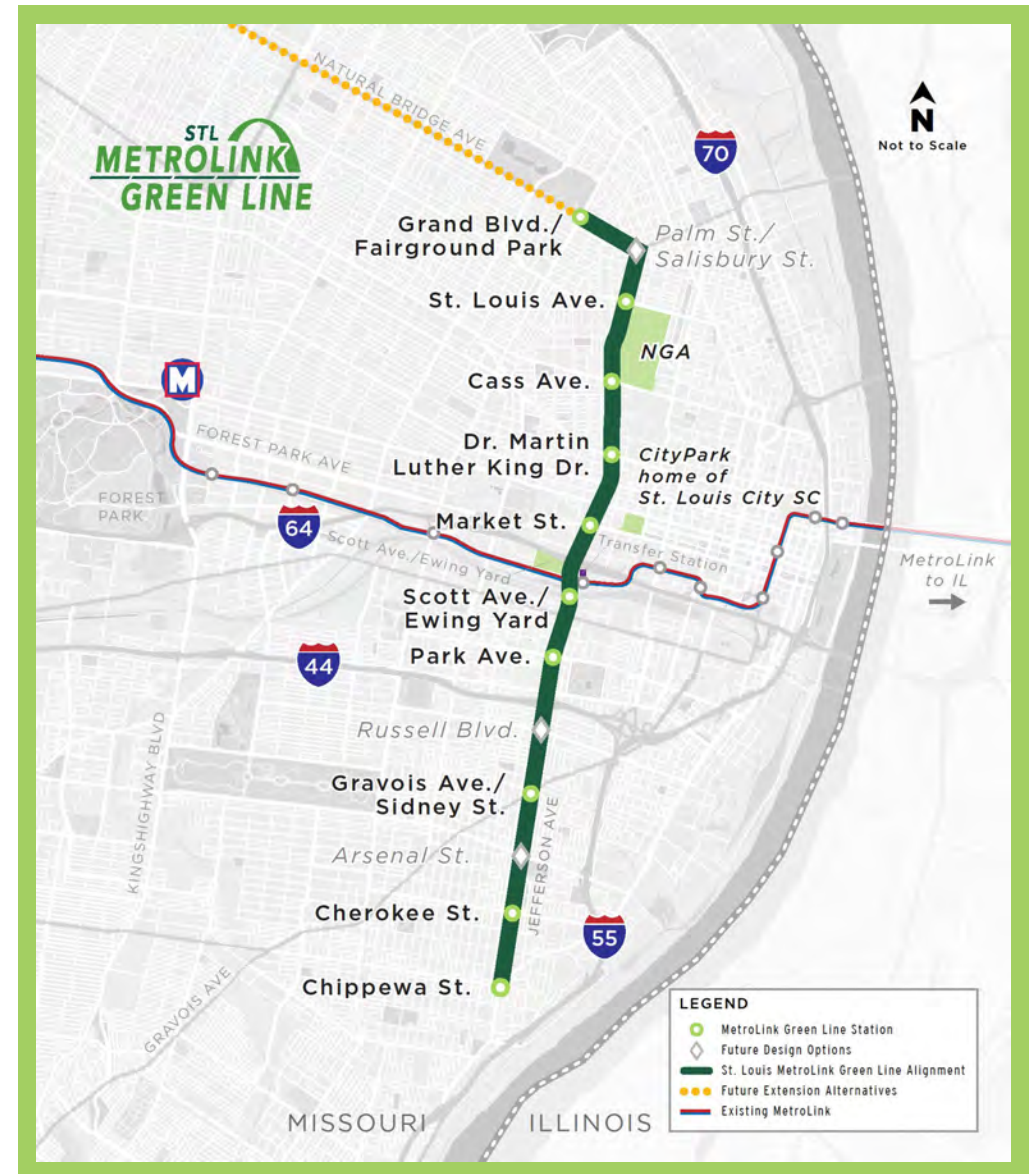 NATURAL BRIDGE AVE
STL
METROLINK
GREEN LINE
70
N
Not to Scale
Grand Blvd./
Fairground Park
Palm St./
Salisbury St.
St. Louis Ave.
NGA
M
Cass Ave.
FOREST PARK AVE
Dr. Martin
Luther King Dr.
CityPark
home of
St. Louis City SC
FOREST
PARK
64
Market St.
Scott Ave./Ewing Yard
Transfer Station
MetroLink
to IL
Scott Ave./
Ewing Yard
Park Ave.
44
Russell Blvd.
KINGSHIGHWAY BLVD
Gravois Ave./
Sidney St.
JEFFERSON AVE
Arsenal St.
Cherokee St.
55
Chippewa St.
GRAVOIS AVE
LEGEND
MetroLink Green Line Station
Future Design Options
St. Louis MetroLink Green Line Alignment
Future Extension Alternatives
Existing MetroLink
MISSOURI
ILLINOIS